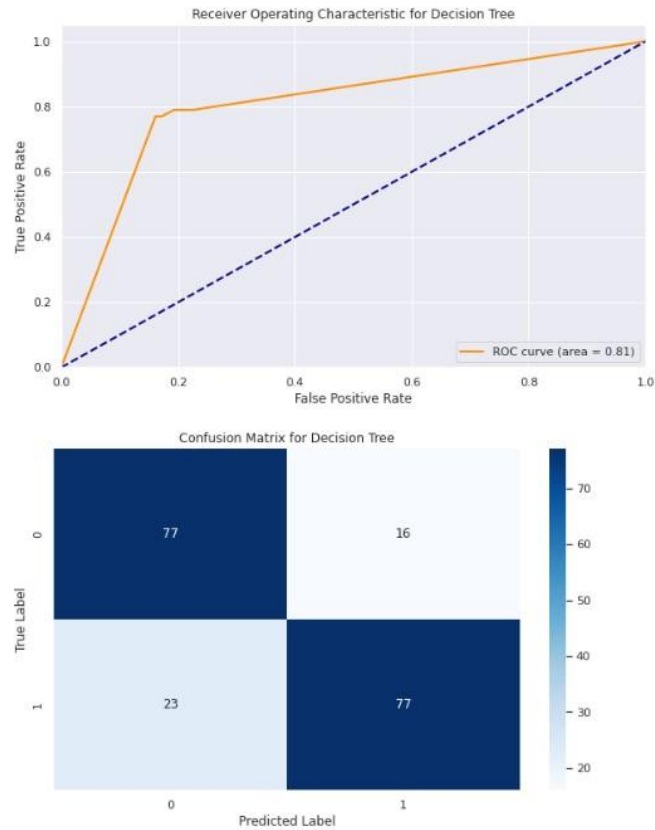 Receiver Operating Characteristic for Decision Tree
1.0
0.8
0.6
0.4
0.2
0.0
True Positive Rate
ROC curve (area = 0.81)
0.0 0.2 0.4 0.6 0.8 1.0
False Positive Rate
Confusion Matrix for Decision Tree
True Label
0
77 16
1
23 77
0 1
Predicted Label
70
60
50
40
30
20